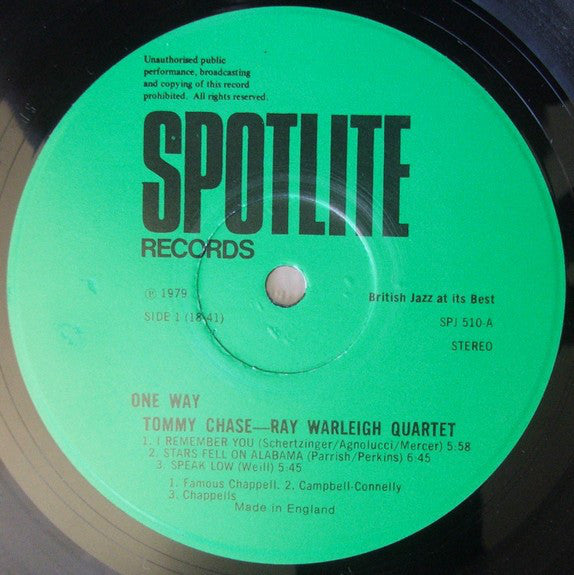 Unauthorised public
performance, broadcasting
and copying of this record
prohibited. All rights reserved.
SPOTLITE
RECORDS
℗ 1979
British Jazz at its Best
SIDE 1 (18·41)
SPJ 510-A
STEREO
ONE WAY
TOMMY CHASE—RAY WARLEIGH QUARTET
1. I REMEMBER YOU (Schertzinger/Agnolucci/Mercer) 5:58
2. STARS FELL ON ALABAMA (Parrish/Perkins) 6:45
3. SPEAK LOW (Weill) 5:45
1. Famous Chappell. 2. Campbell-Connelly
3. Chappells
Made in England